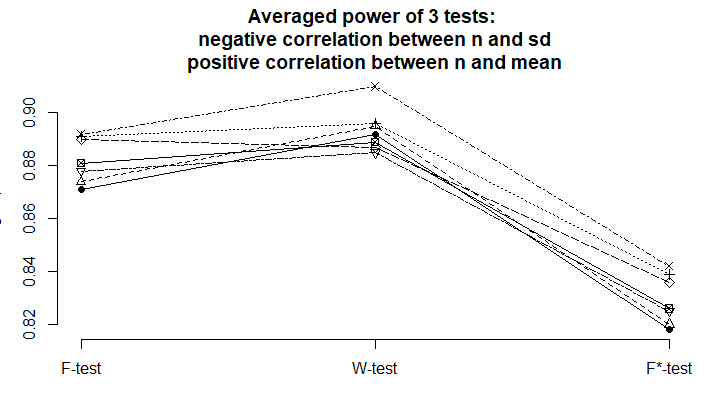 Averaged power of 3 tests:
negative correlation between n and sd
positive correlation between n and mean
0.90
0.88
0.86
0.84
0.82
F-test
W-test
F*-test